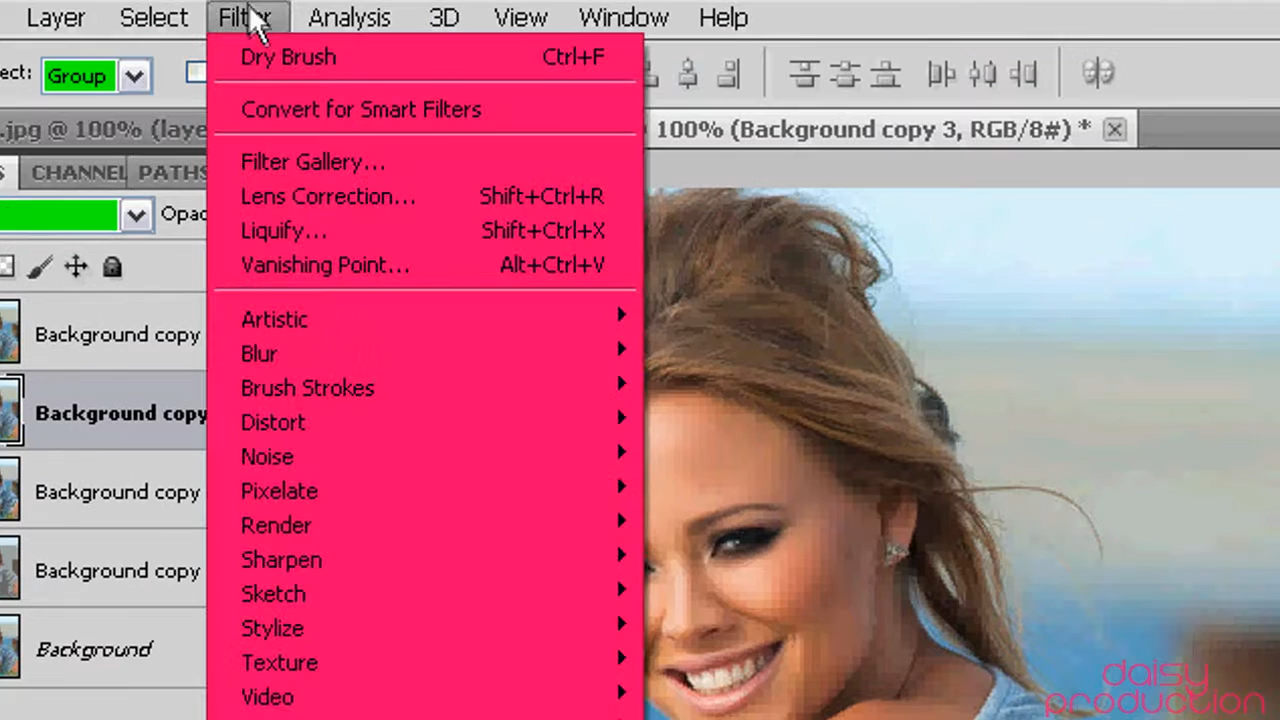 Layer Select Filter Analysis 3D View Window Help
ect: Group
.jpg @ 100% (laye 100% (Background copy 3, RGB/8#) *
S CHANNEL PATHS
Opac
Background copy
Background copy
Background copy
Background copy
Background
Dry Brush Ctrl+F
Convert for Smart Filters
Filter Gallery...
Lens Correction... Shift+Ctrl+R
Liquify... Shift+Ctrl+X
Vanishing Point... Alt+Ctrl+V
Artistic
Blur
Brush Strokes
Distort
Noise
Pixelate
Render
Sharpen
Sketch
Stylize
Texture
Video
daisy
production